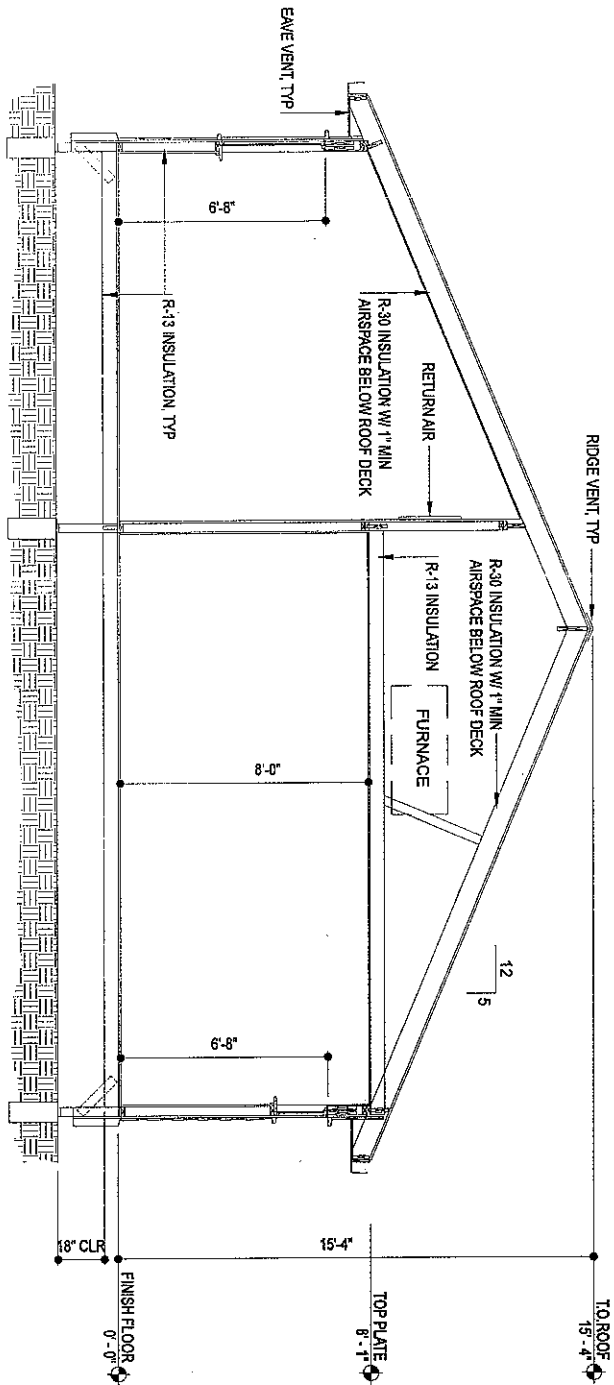 EAVE VENT, TYP
6'-8"
R-13 INSULATION, TYP
R-30 INSULATION W/ 1" MIN
AIRSPACE BELOW ROOF DECK
RETURN AIR
RIDGE VENT, TYP
R-30 INSULATION W/ 1" MIN
AIRSPACE BELOW ROOF DECK
R-13 INSULATION
FURNACE
8'-0"
12
5
6'-8"
18" CLR
15'-4"
T.O.ROOF
15' - 4"
TOP PLATE
8' - 1"
FINISH FLOOR
0' - 0"